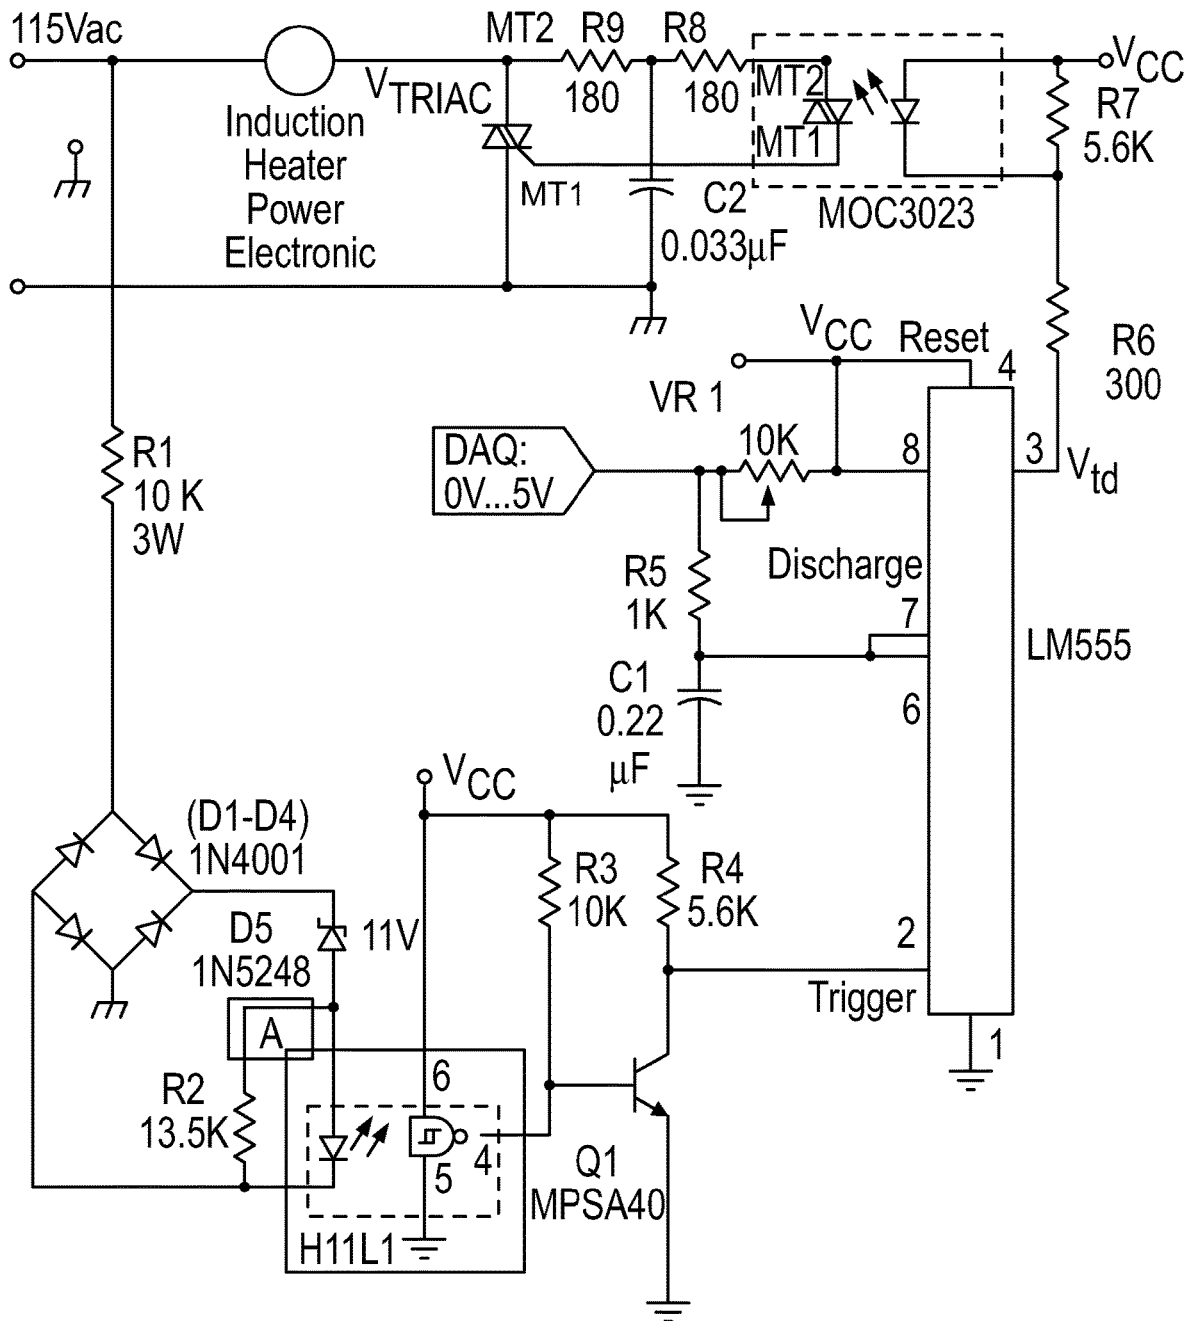 115Vac
MT2
R9
R8
180
180
VTRIAC
MT2
MT1
VCC
R7
5.6K
Induction
Heater
Power
Electronic
MT1
C2
0.033µF
MOC3023
VCC
Reset
4
R6
300
VR 1
R1
10 K
3W
DAQ:
0V...5V
10K
8
3
Vtd
R5
1K
Discharge
7
LM555
C1
0.22
µF
6
VCC
(D1-D4)
1N4001
R3
10K
R4
5.6K
D5
1N5248
11V
2
Trigger
A
1
R2
13.5K
6
5
4
H11L1
Q1
MPSA40